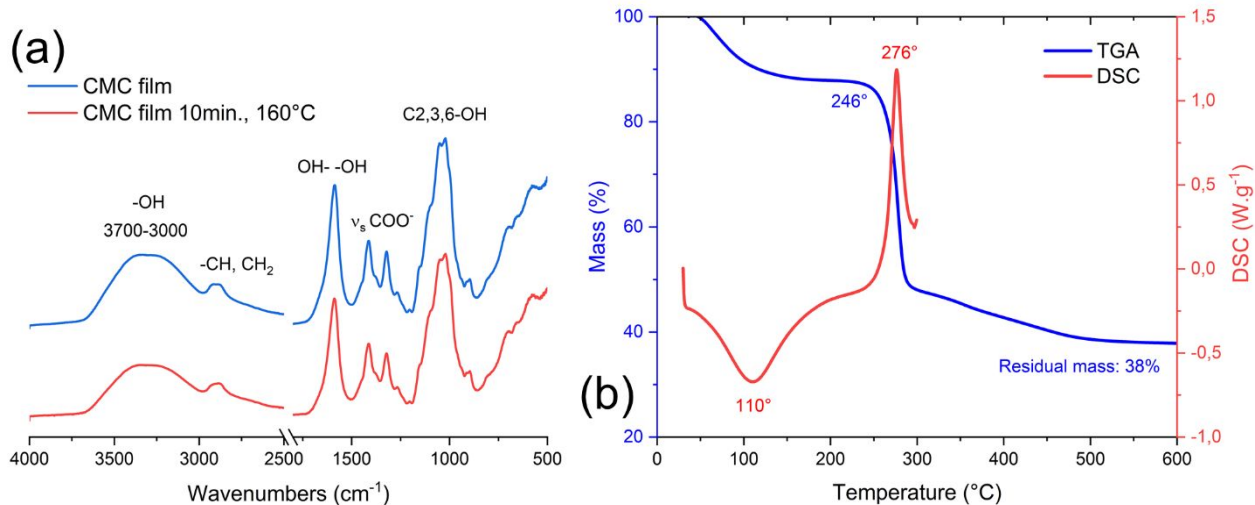 (a)
CMC film
CMC film 10min., 160°C
C2,3,6-OH
OH- -OH
-OH
3700-3000
νs COO-
-CH, CH2
4000 3500 3000 2500 1500 1000 500
Wavenumbers (cm-1)
(b)
100
80
60
40
20
Mass (%)
1,5
1,0
0,5
0,0
-0,5
-1,0
DSC (W.g-1)
TGA
DSC
276°
246°
Residual mass: 38%
110°
0 100 200 300 400 500 600
Temperature (°C)